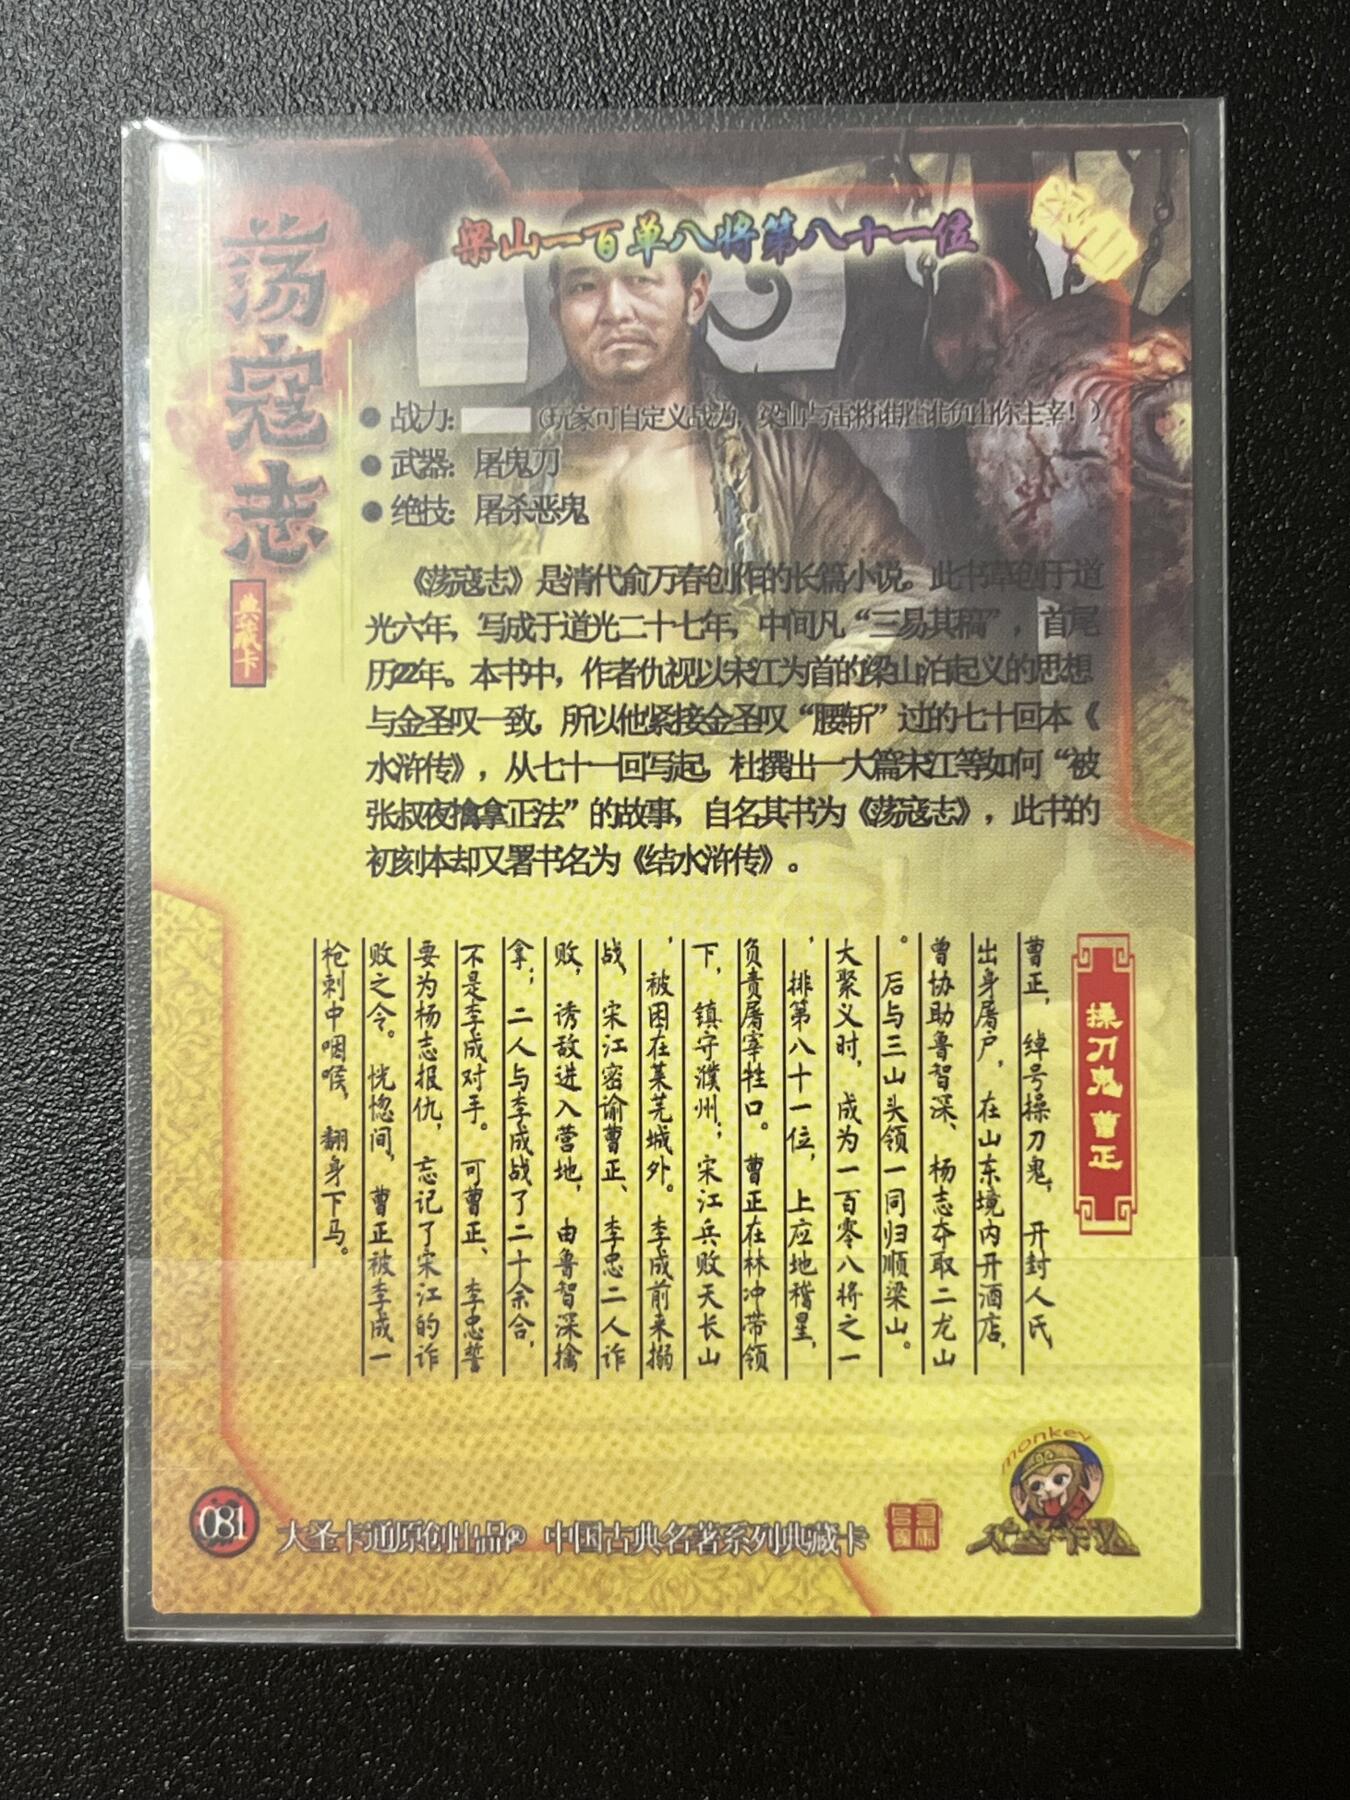 梁山一百单八将第八十一位
梁山
荡寇志
典藏卡
战力：（玩家可自定义战力，梁山与雷将谁胜谁负由你主宰！）
武器：屠鬼刀
绝技：屠杀恶鬼
《荡寇志》是清代俞万春创作的长篇小说。此书草创于道
光六年，写成于道光二十七年，中间凡“三易其稿”，首尾
历22年。本书中，作者仇视以宋江为首的梁山泊起义的思想
与金圣叹一致，所以他紧接金圣叹“腰斩”过的七十回本《
水浒传》，从七十一回写起，杜撰出一大篇宋江等如何“被
张叔夜擒拿正法”的故事，自名其书为《荡寇志》，此书的
初刻本却又署书名为《结水浒传》。
操刀鬼 曹正
曹正，绰号操刀鬼，开封人氏，
出身屠户，在山东境内开酒店，
曾协助鲁智深、杨志夺取二龙山
。后与三山头领一同归顺梁山。
大聚义时，成为一百零八将之一
，排第八十一位，上应地稽星，
负责屠宰牲口。曹正在林冲带领
下，镇守濮州；宋江兵败天长山
，被困在莱芜城外。李成前来搦
战，宋江密谕曹正、李忠二人诈
败，诱敌进入营地，由鲁智深擒
拿；二人与李成战了二十余合，
不是李成对手。可曹正、李忠誓
要为杨志报仇，忘记了宋江的诈
败之令。恍惚间，曹正被李成一
枪刺中咽喉，翻身下马。
081
大圣卡通原创出品® 中国古典名著系列典藏卡
monkey
大圣卡通